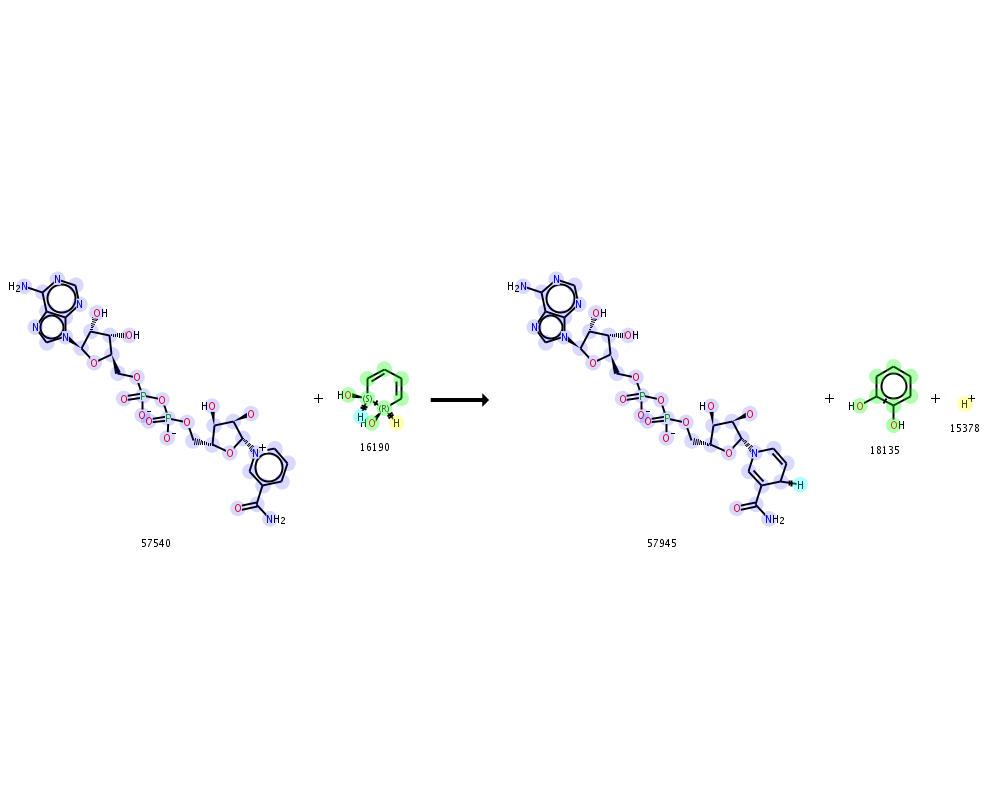 H2N N N N N OH OH O O P O O− O O P O− O HO O O N+ O NH2
57540
+
HO (S) (R) H HO H
16190
H2N N N N N OH OH O O P O O− O O P O− O HO O O N H O NH2
57945
+
HO OH
18135
+
H+
15378